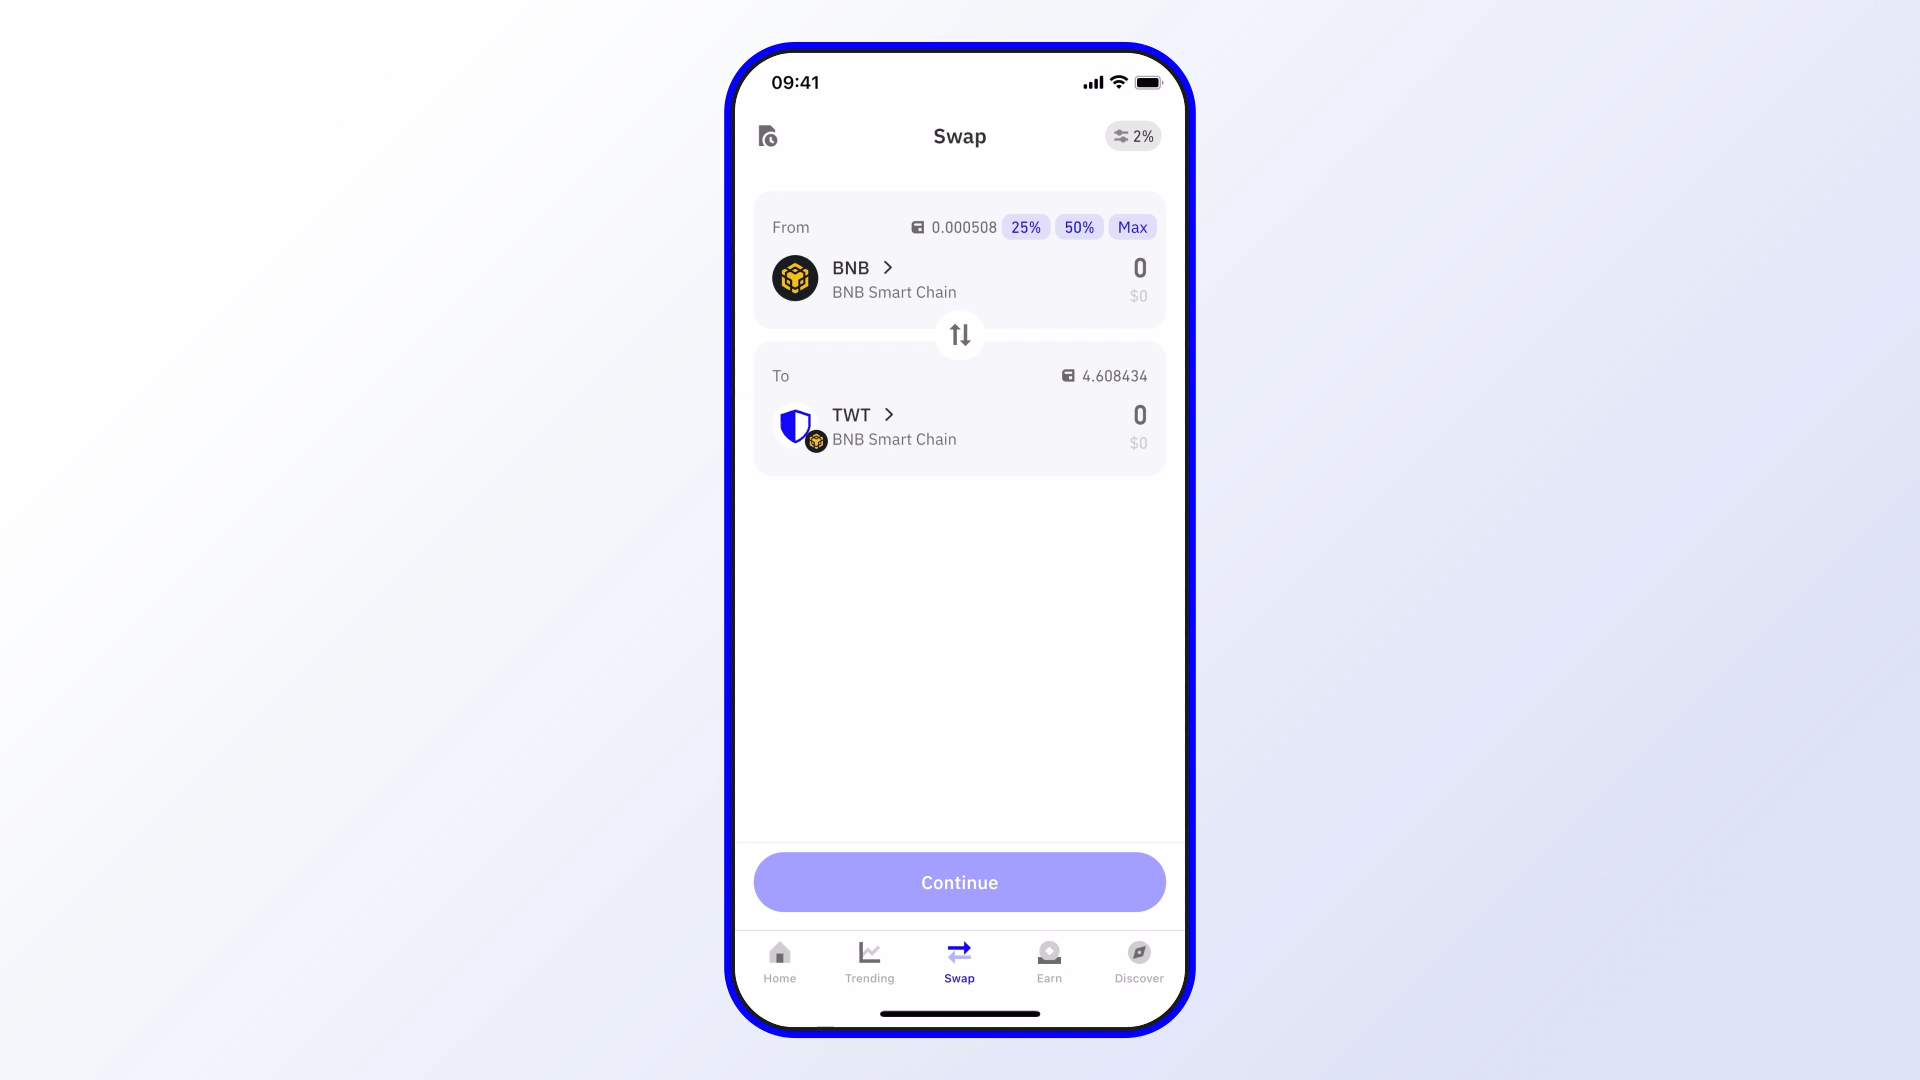 09:41
Swap
2%
From 0.000508 25% 50% Max
BNB 0
BNB Smart Chain $0
To 4.608434
TWT 0
BNB Smart Chain $0
Continue
Home Trending Swap Earn Discover